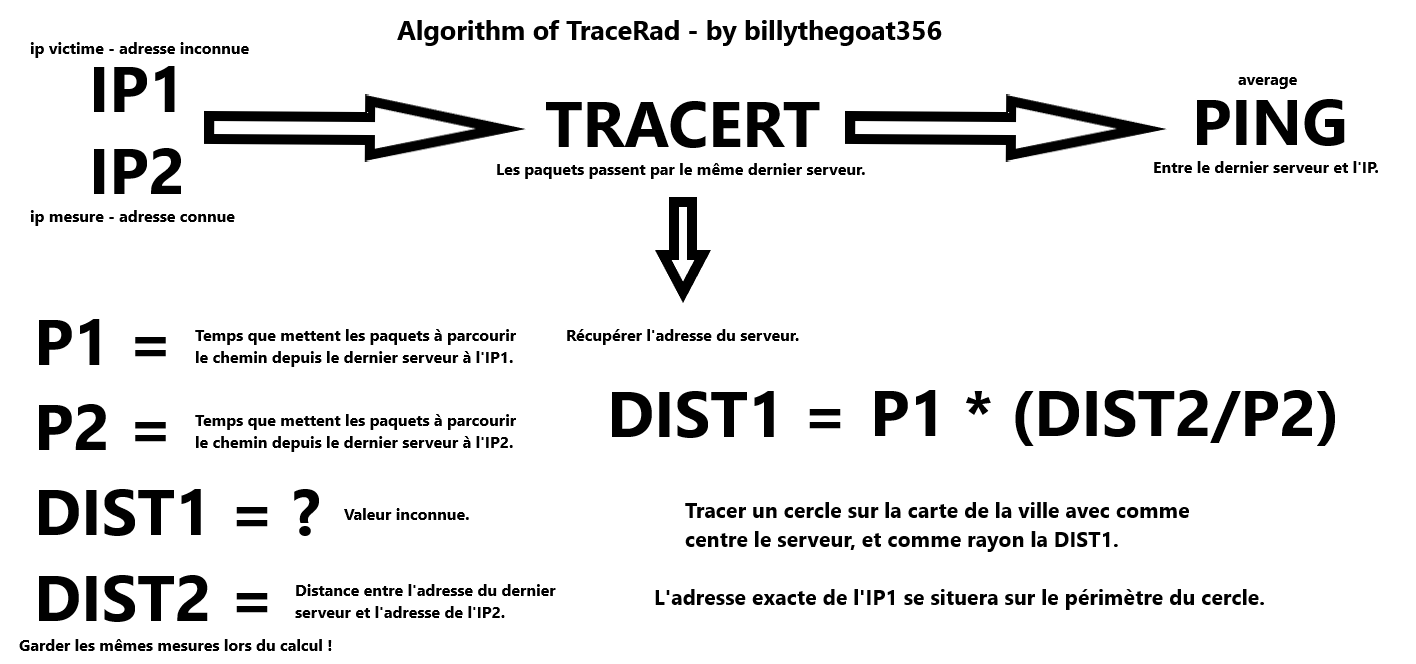 Algorithm of TraceRad - by billythegoat356
ip victime - adresse inconnue
IP1
IP2
ip mesure - adresse connue
TRACERT
Les paquets passent par le même dernier serveur.
average
PING
Entre le dernier serveur et l'IP.
Récupérer l'adresse du serveur.
P1 =
Temps que mettent les paquets à parcourir
le chemin depuis le dernier serveur à l'IP1.
P2 =
Temps que mettent les paquets à parcourir
le chemin depuis le dernier serveur à l'IP2.
DIST1 = ?
Valeur inconnue.
DIST2 =
Distance entre l'adresse du dernier
serveur et l'adresse de l'IP2.
Garder les mêmes mesures lors du calcul !
DIST1 = P1 * (DIST2/P2)
Tracer un cercle sur la carte de la ville avec comme
centre le serveur, et comme rayon la DIST1.
L'adresse exacte de l'IP1 se situera sur le périmètre du cercle.